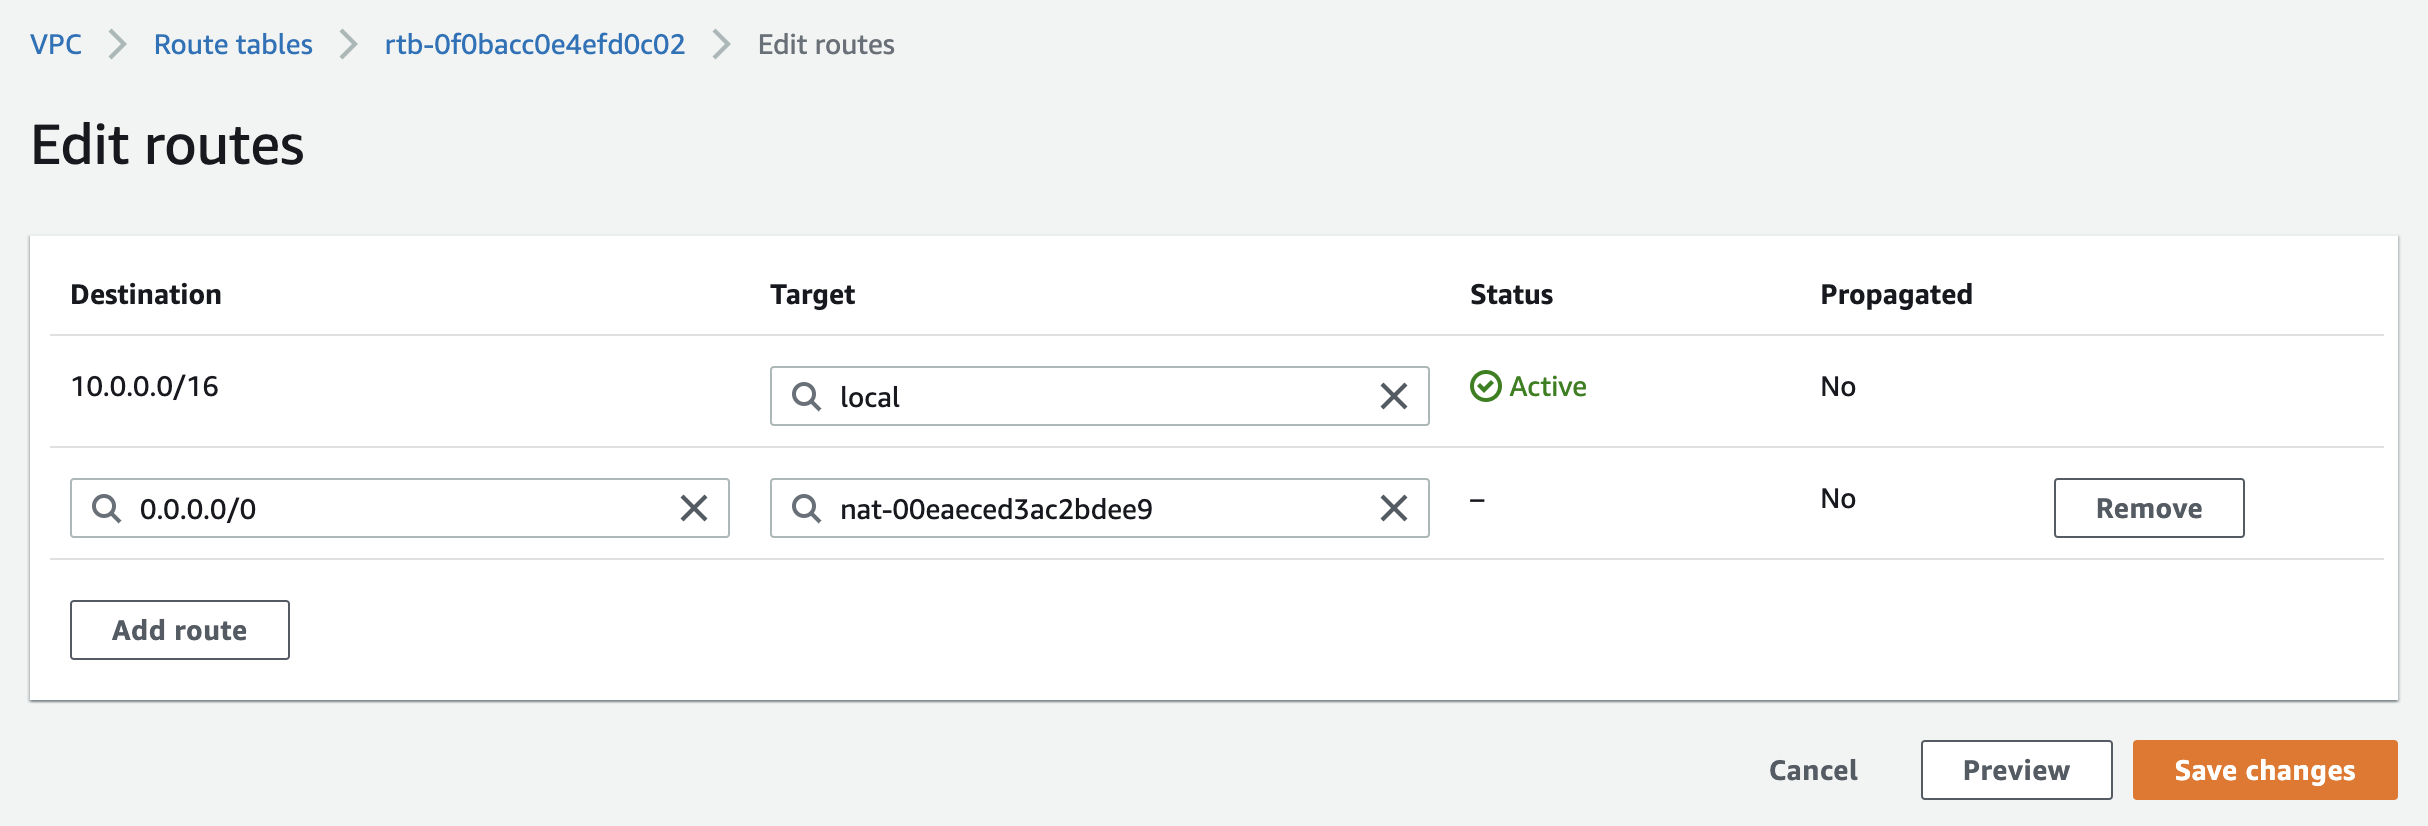 VPC > Route tables > rtb-0f0bacc0e4efd0c02 > Edit routes
Edit routes
Destination Target Status Propagated
10.0.0.0/16 local Active No
0.0.0.0/0 nat-00eaeced3ac2bdee9 – No Remove
Add route
Cancel Preview Save changes